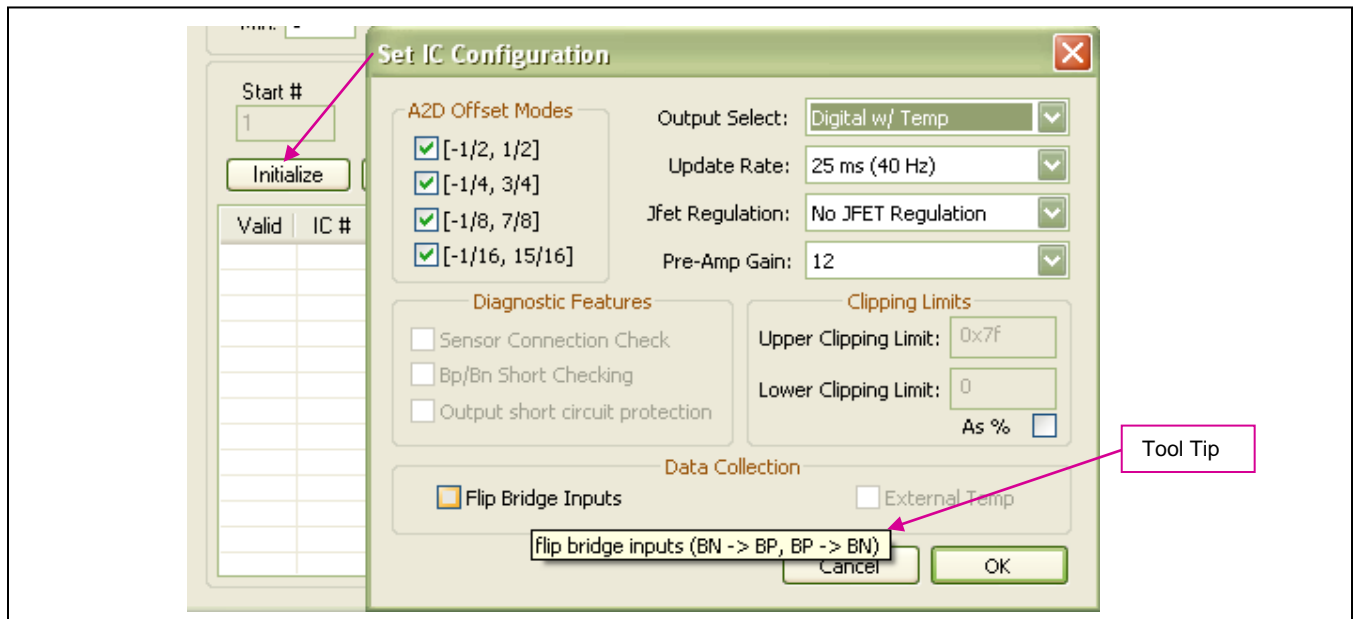 Set IC Configuration
Start #
1
Initialize
Valid IC #
A2D Offset Modes
[-1/2, 1/2]
[-1/4, 3/4]
[-1/8, 7/8]
[-1/16, 15/16]
Output Select: Digital w/ Temp
Update Rate: 25 ms (40 Hz)
Jfet Regulation: No JFET Regulation
Pre-Amp Gain: 12
Diagnostic Features
Sensor Connection Check
Bp/Bn Short Checking
Output short circuit protection
Clipping Limits
Upper Clipping Limit: 0x7f
Lower Clipping Limit: 0
As %
Data Collection
Flip Bridge Inputs
External Temp
flip bridge inputs (BN -> BP, BP -> BN)
Cancel OK
Tool Tip